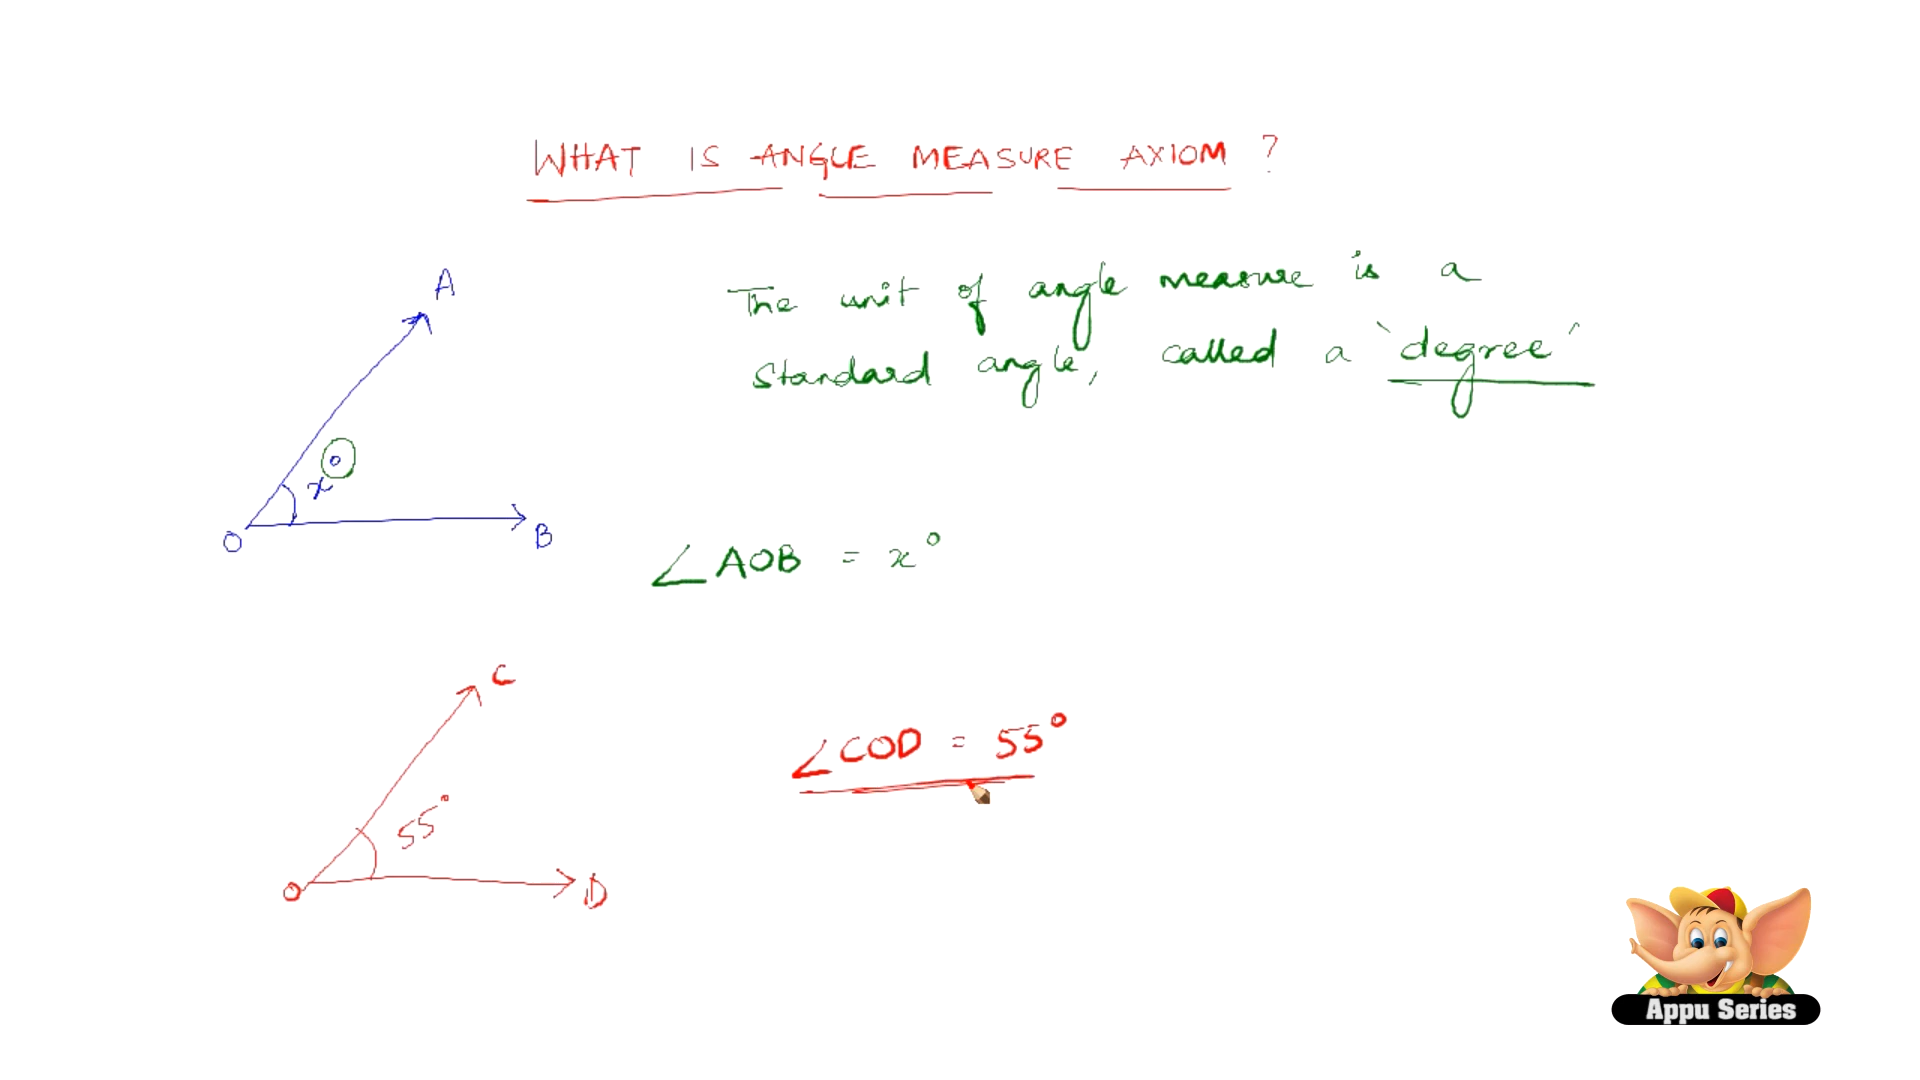 WHAT IS ANGLE MEASURE AXIOM ?
A
The unit of angle measure is a
standard angle, called a `degree'
x°
O
B
∠AOB = x°
C
∠COD = 55°
55°
O
D
Appu Series